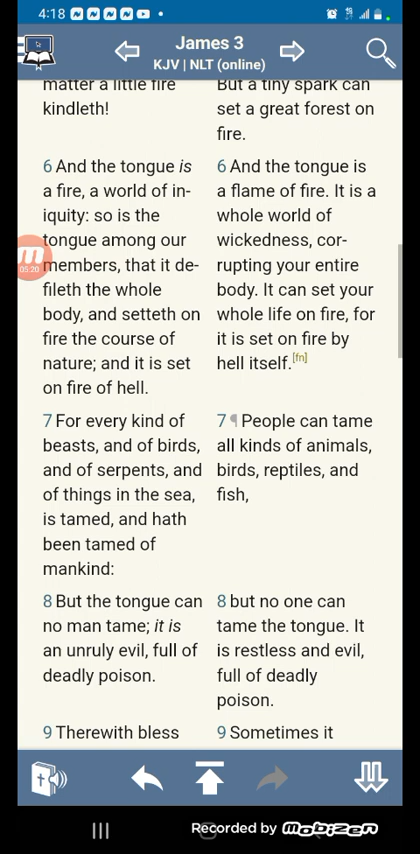 4:18
James 3
KJV | NLT (online)
matter a little fire
kindleth!
6 And the tongue is
a fire, a world of in-
iquity: so is the
tongue among our
members, that it de-
fileth the whole
body, and setteth on
fire the course of
nature; and it is set
on fire of hell.
7 For every kind of
beasts, and of birds,
and of serpents, and
of things in the sea,
is tamed, and hath
been tamed of
mankind:
8 But the tongue can
no man tame; it is
an unruly evil, full of
deadly poison.
9 Therewith bless
But a tiny spark can
set a great forest on
fire.
6 And the tongue is
a flame of fire. It is a
whole world of
wickedness, cor-
rupting your entire
body. It can set your
whole life on fire, for
it is set on fire by
hell itself.[fn]
7 ¶ People can tame
all kinds of animals,
birds, reptiles, and
fish,
8 but no one can
tame the tongue. It
is restless and evil,
full of deadly
poison.
9 Sometimes it
m
05:20
Recorded by mobizen